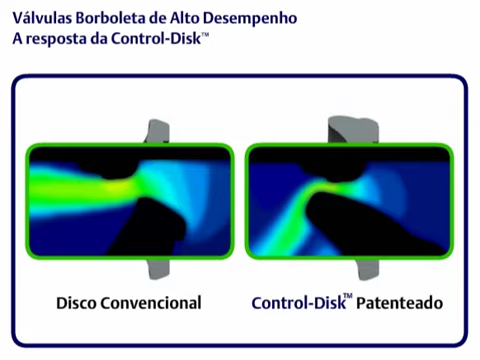 Válvulas Borboleta de Alto Desempenho
A resposta da Control-Disk™
Disco Convencional
Control-Disk™ Patenteado